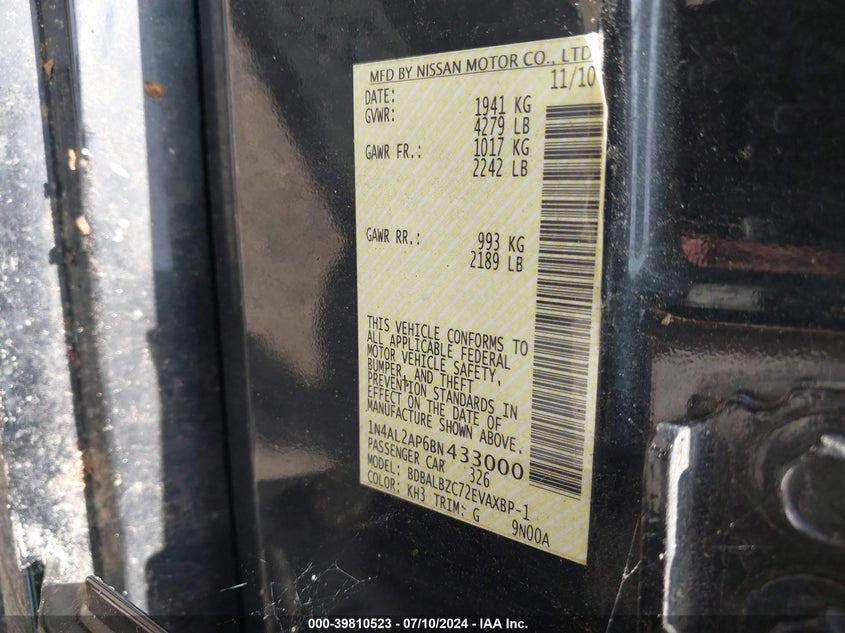 MFD BY NISSAN MOTOR CO., LTD
DATE: 11/10
GVWR: 1941 KG
4279 LB
GAWR FR.: 1017 KG
2242 LB
GAWR RR.: 993 KG
2189 LB
THIS VEHICLE CONFORMS TO
ALL APPLICABLE FEDERAL
MOTOR VEHICLE SAFETY,
BUMPER, AND THEFT
PREVENTION STANDARDS IN
EFFECT ON THE DATE OF
MANUFACTURE SHOWN ABOVE.
1N4AL2AP6BN433000
PASSENGER CAR 326
MODEL: BDBALBZC72EVAXBP-1
COLOR: KH3 TRIM: G 9N00A
000-39810523 - 07/10/2024 - IAA Inc.